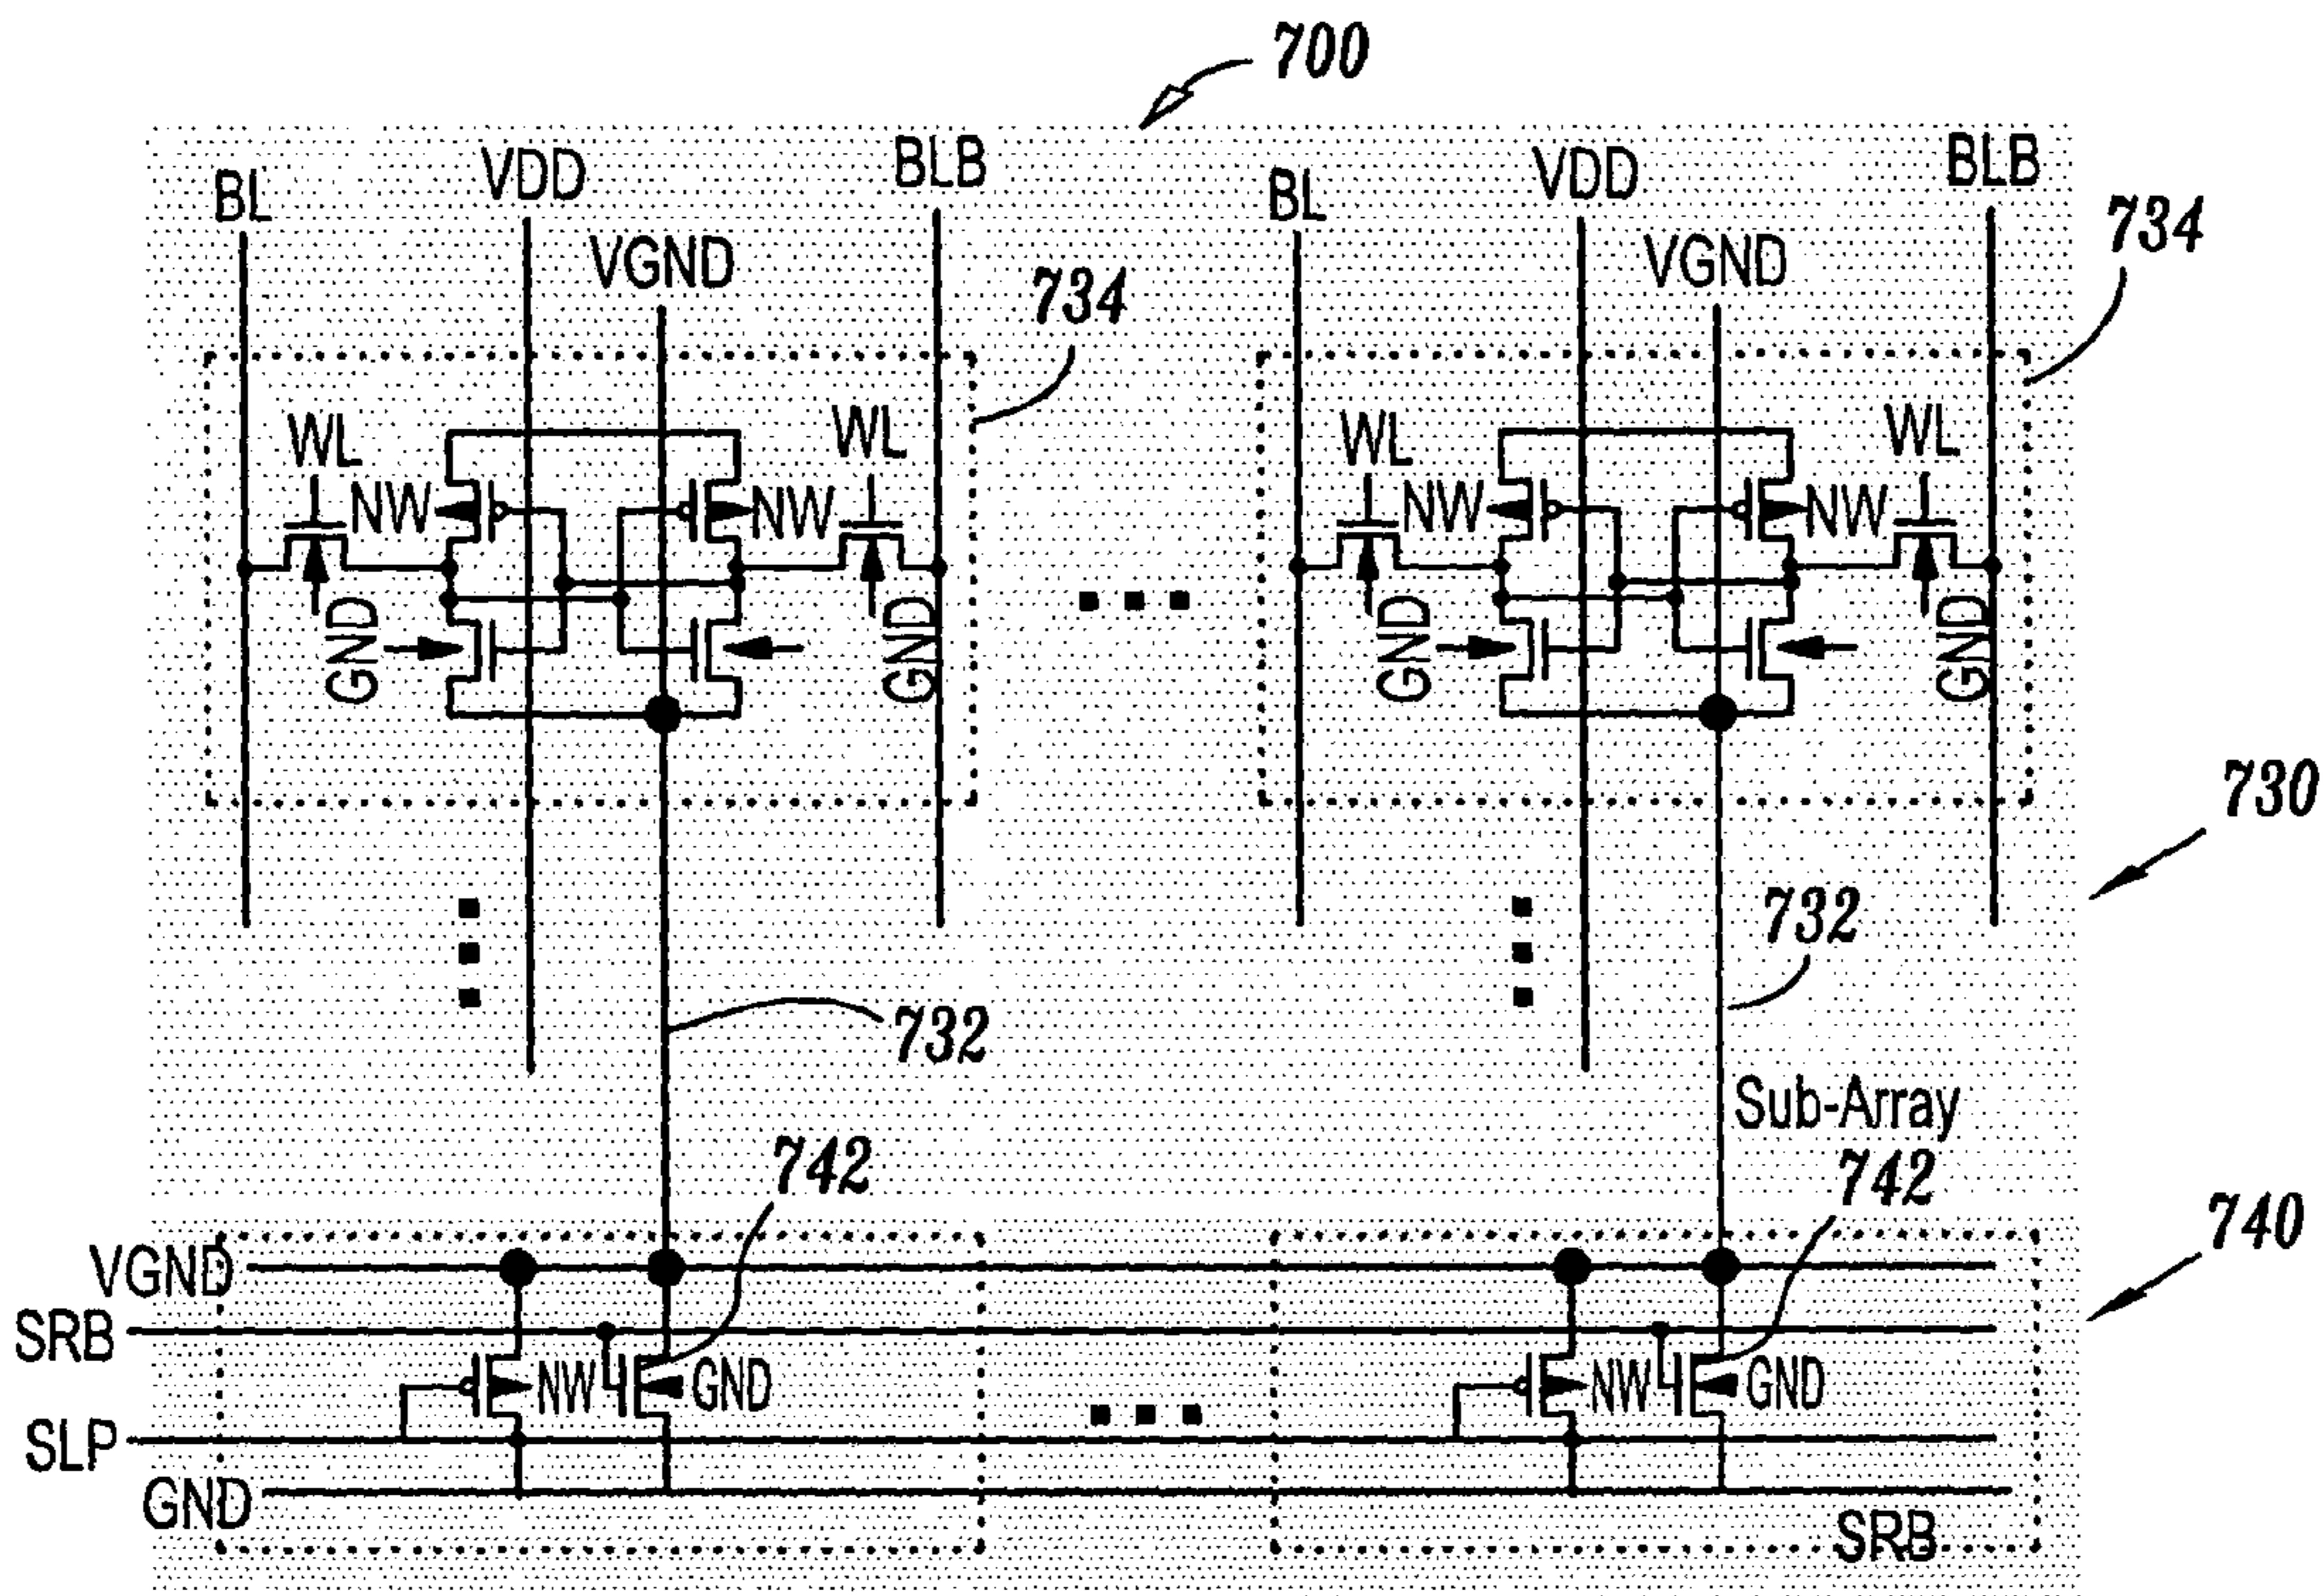 700
BL VDD VGND BLB BL VDD VGND BLB
734 734
WL WL WL WL
NW NW NW NW
GND GND GND GND
730
732 732
Sub-Array
742 742
740
VGND
SRB
NW GND NW GND
SLP
GND
SRB